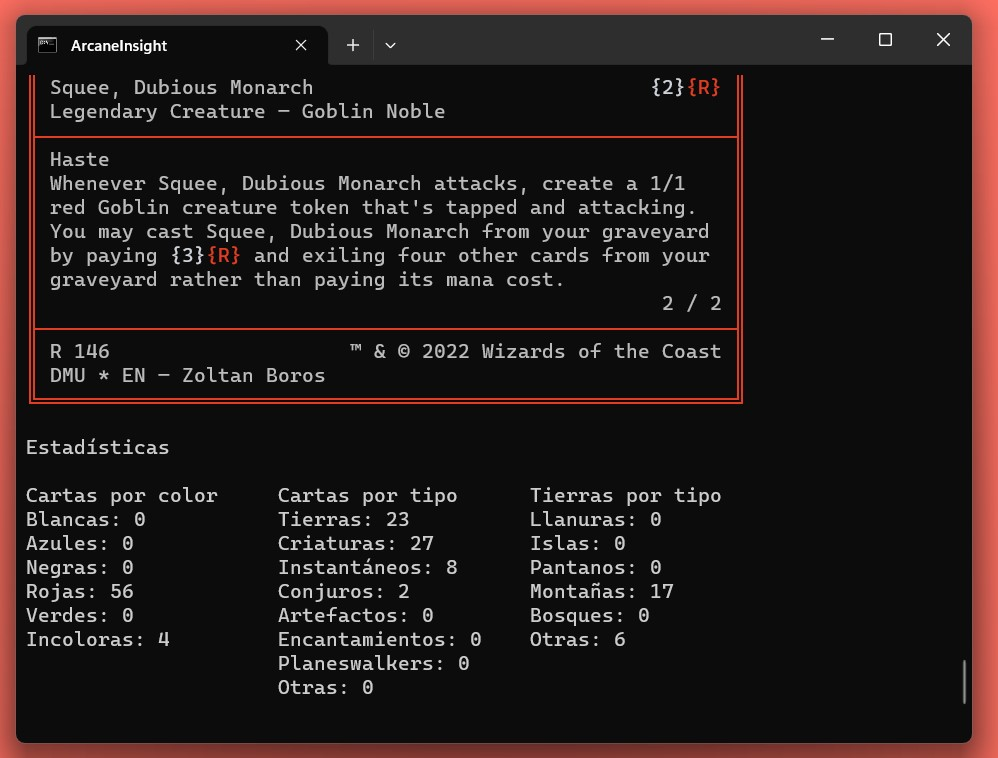 ArcaneInsight
Squee, Dubious Monarch {2}{R}
Legendary Creature — Goblin Noble
Haste
Whenever Squee, Dubious Monarch attacks, create a 1/1
red Goblin creature token that's tapped and attacking.
You may cast Squee, Dubious Monarch from your graveyard
by paying {3}{R} and exiling four other cards from your
graveyard rather than paying its mana cost.
2 / 2
R 146 ™ & © 2022 Wizards of the Coast
DMU * EN — Zoltan Boros
Estadísticas
Cartas por color Cartas por tipo Tierras por tipo
Blancas: 0 Tierras: 23 Llanuras: 0
Azules: 0 Criaturas: 27 Islas: 0
Negras: 0 Instantáneos: 8 Pantanos: 0
Rojas: 56 Conjuros: 2 Montañas: 17
Verdes: 0 Artefactos: 0 Bosques: 0
Incoloras: 4 Encantamientos: 0 Otras: 6
Planeswalkers: 0
Otras: 0